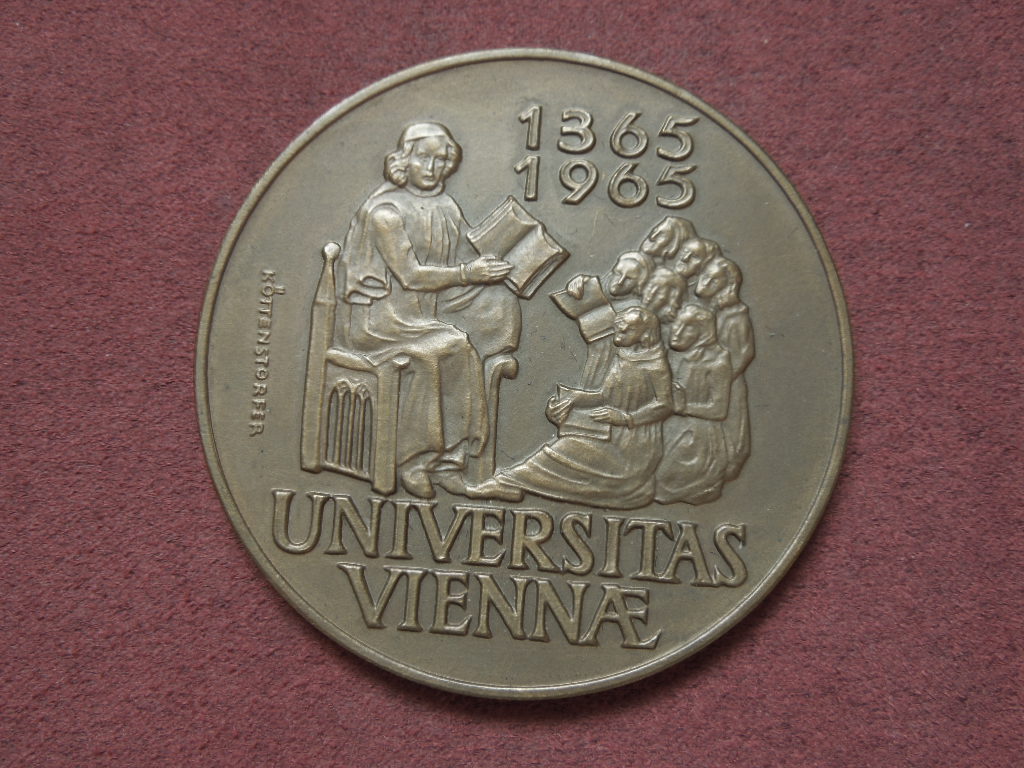 1365
1965
KÖTTENSTORFER
UNIVERSITAS
VIENNÆ